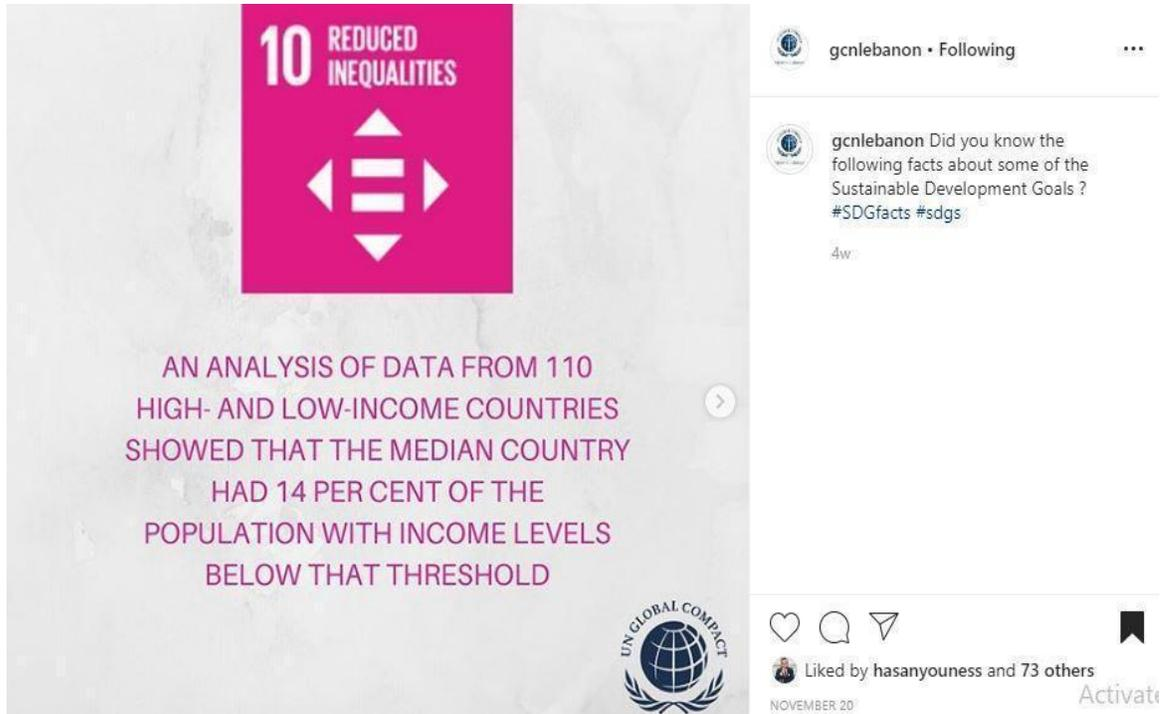 10 REDUCED
INEQUALITIES
AN ANALYSIS OF DATA FROM 110
HIGH- AND LOW-INCOME COUNTRIES
SHOWED THAT THE MEDIAN COUNTRY
HAD 14 PER CENT OF THE
POPULATION WITH INCOME LEVELS
BELOW THAT THRESHOLD
UN GLOBAL COMPACT
gcnlebanon • Following
gcnlebanon Did you know the
following facts about some of the
Sustainable Development Goals ?
#SDGfacts #sdgs
4w
Liked by hasanyouness and 73 others
NOVEMBER 20
Activate